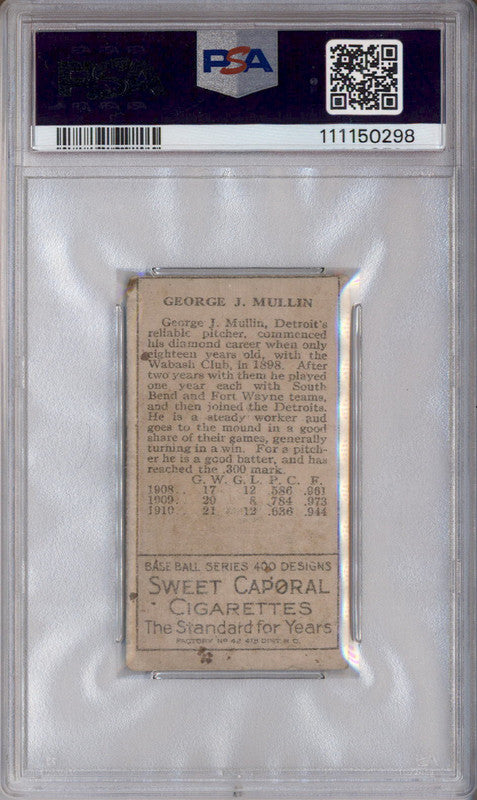 PSA
111150298
GEORGE J. MULLIN
George J. Mullin, Detroit's
reliable pitcher, commenced
his diamond career when only
eighteen years old, with the
Wabash Club, in 1898. After
two years with them he played
one year each with South
Bend and Fort Wayne teams,
and then joined the Detroits.
He is a steady worker and
goes to the mound in a good
share of their games, generally
turning in a win. For a pitch-
er he is a good batter, and has
reached the .300 mark.
G. W. G. L. P. C. F.
1908.. 17 12 .586 .961
1909.. 29 8 .784 .973
1910.. 21 12 .636 .944
BASE BALL SERIES 400 DESIGNS
SWEET CAPORAL
CIGARETTES
The Standard for Years
FACTORY No 42 4TH DIST. N.C.